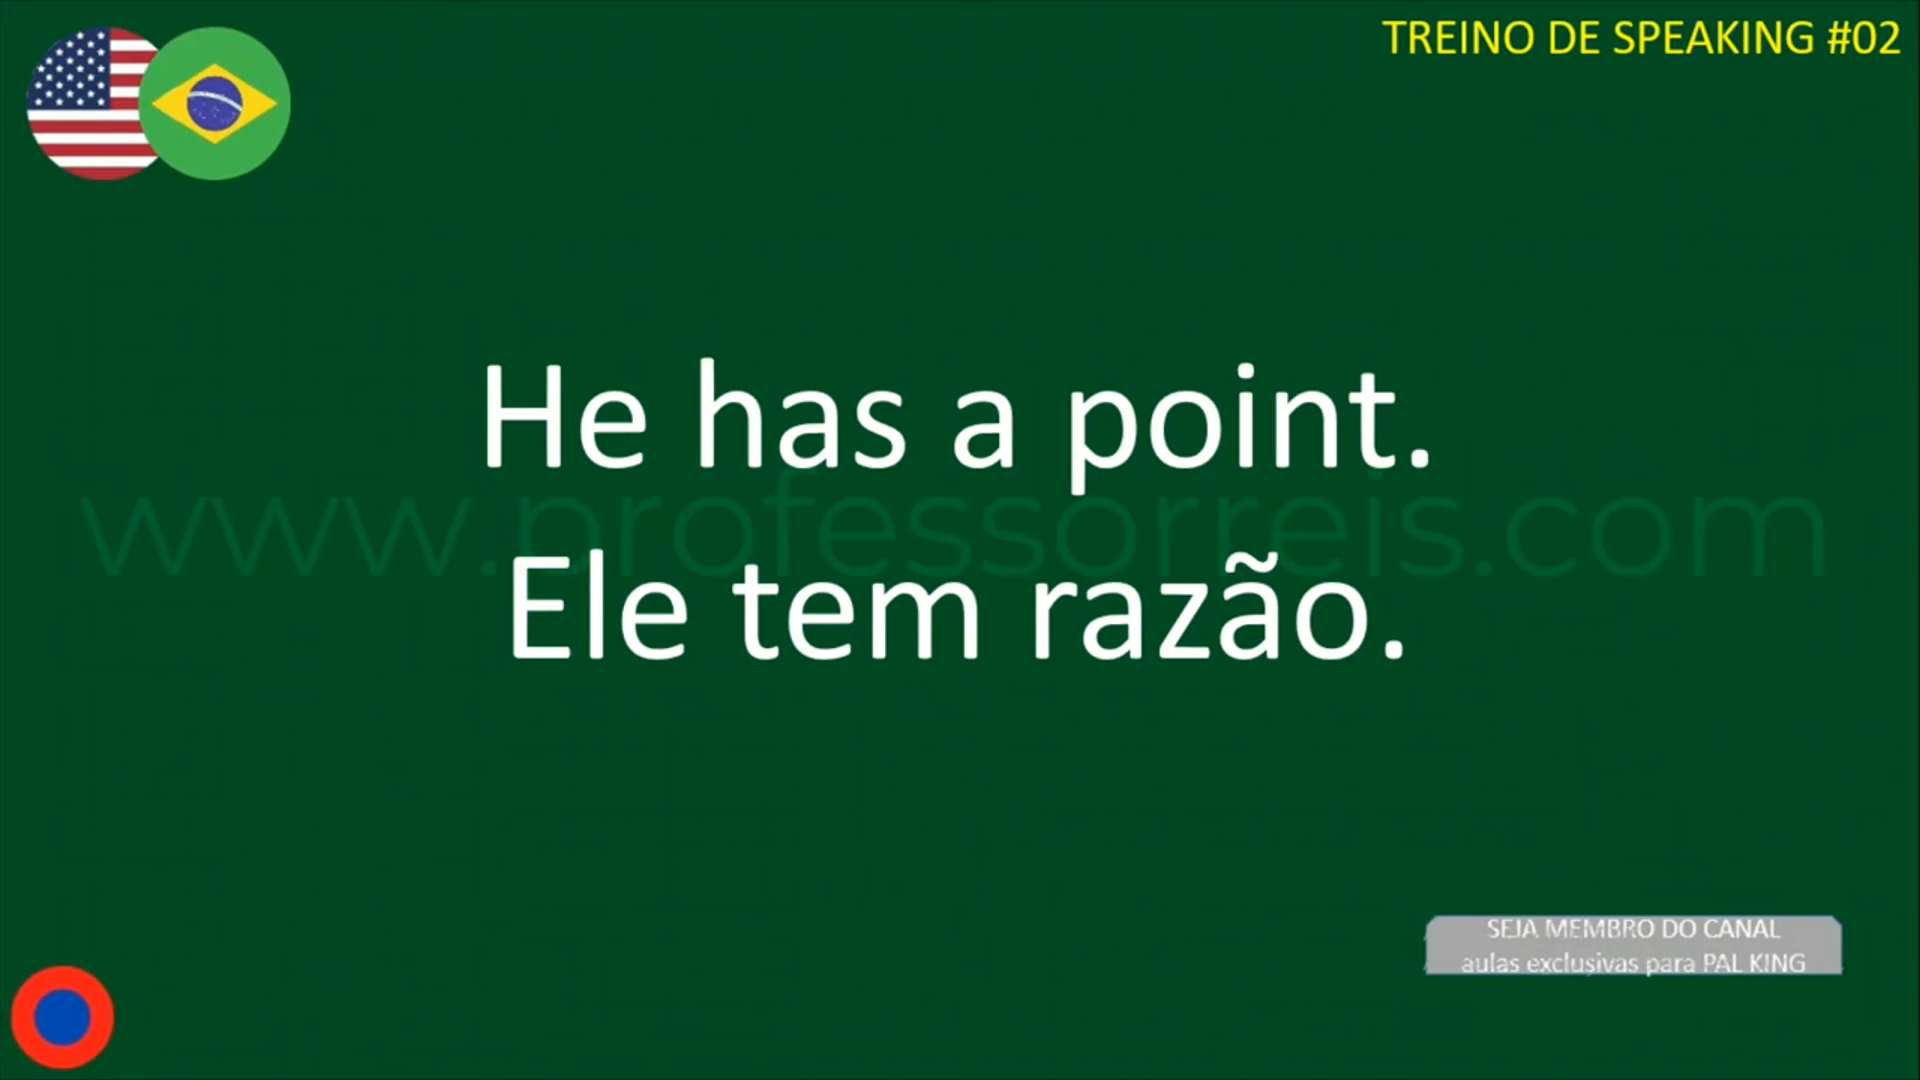 TREINO DE SPEAKING #02
He has a point.
www.professorreis.com
Ele tem razão.
SEJA MEMBRO DO CANAL
aulas exclusivas para PAL KING